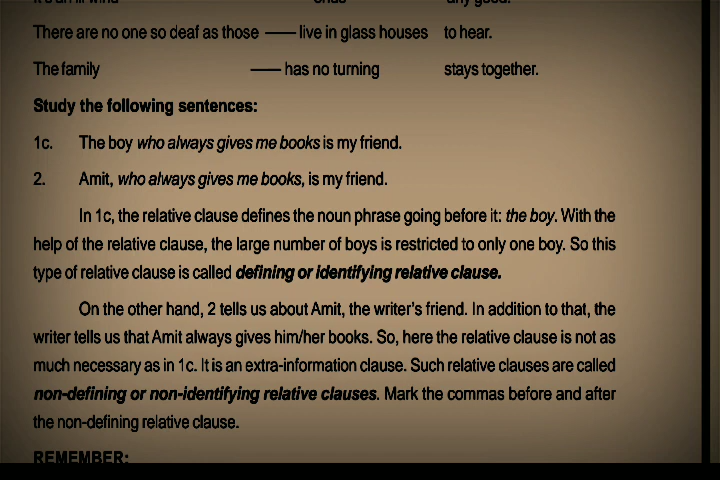 It's an ill wind —— ends any good.
There are no one so deaf as those —— live in glass houses to hear.
The family —— has no turning stays together.
Study the following sentences:
1c. The boy who always gives me books is my friend.
2. Amit, who always gives me books, is my friend.
In 1c, the relative clause defines the noun phrase going before it: the boy. With the
help of the relative clause, the large number of boys is restricted to only one boy. So this
type of relative clause is called defining or identifying relative clause.
On the other hand, 2 tells us about Amit, the writer's friend. In addition to that, the
writer tells us that Amit always gives him/her books. So, here the relative clause is not as
much necessary as in 1c. It is an extra-information clause. Such relative clauses are called
non-defining or non-identifying relative clauses. Mark the commas before and after
the non-defining relative clause.
REMEMBER: